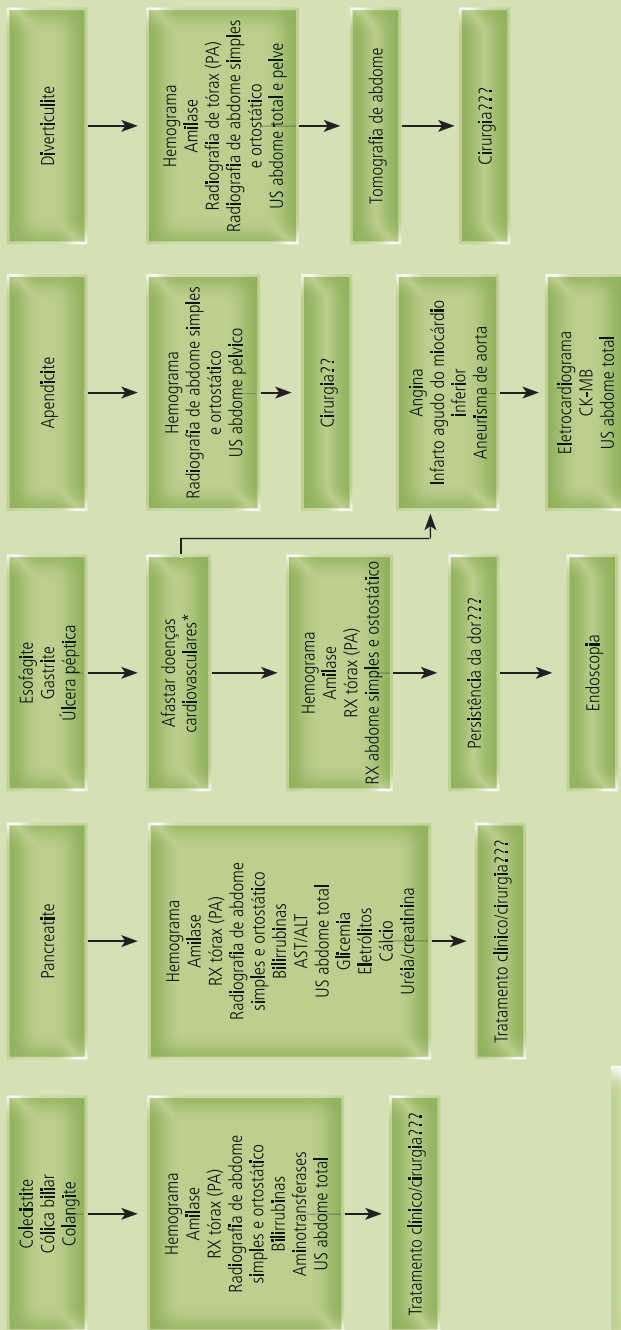 Coledistite
Cólica biliar
Colangite
Hemograma
Amilase
RX tórax (PA)
Radiografia de abdome
simples e ortostático
Bilirrubinas
Aminotransferases
US abdome total
Tratamento clínico/cirurgia???
Pancreatite
Hemograma
Amilase
RX tórax (PA)
Radiografia de abdome
simples e ortostático
Bilirrubinas
AST/ALT
US abdome total
Glicemia
Eletrólitos
Cálcio
Uréia/creatinina
Tratamento clínico/cirurgia???
Esofagite
Gastrite
Úlcera péptica
Afastar doenças
cardiovasculares*
Hemograma
Amilase
RX tórax (PA)
RX abdome simples e ostostático
Persistência da dor???
Endoscopia
Apendicite
Hemograma
Radiografia de abdome simples
e ortostático
US abdome pélvico
Cirurgia??
Angina
Infarto agudo do miocárdio
inferior
Aneurisma de aorta
Eletrocardiograma
CK-MB
US abdome total
Diverticulite
Hemograma
Amilase
Radiografia de tórax (PA)
Radiografia de abdome simples
e ortostático
US abdome total e pelve
Tomografia de abdome
Cirurgia???